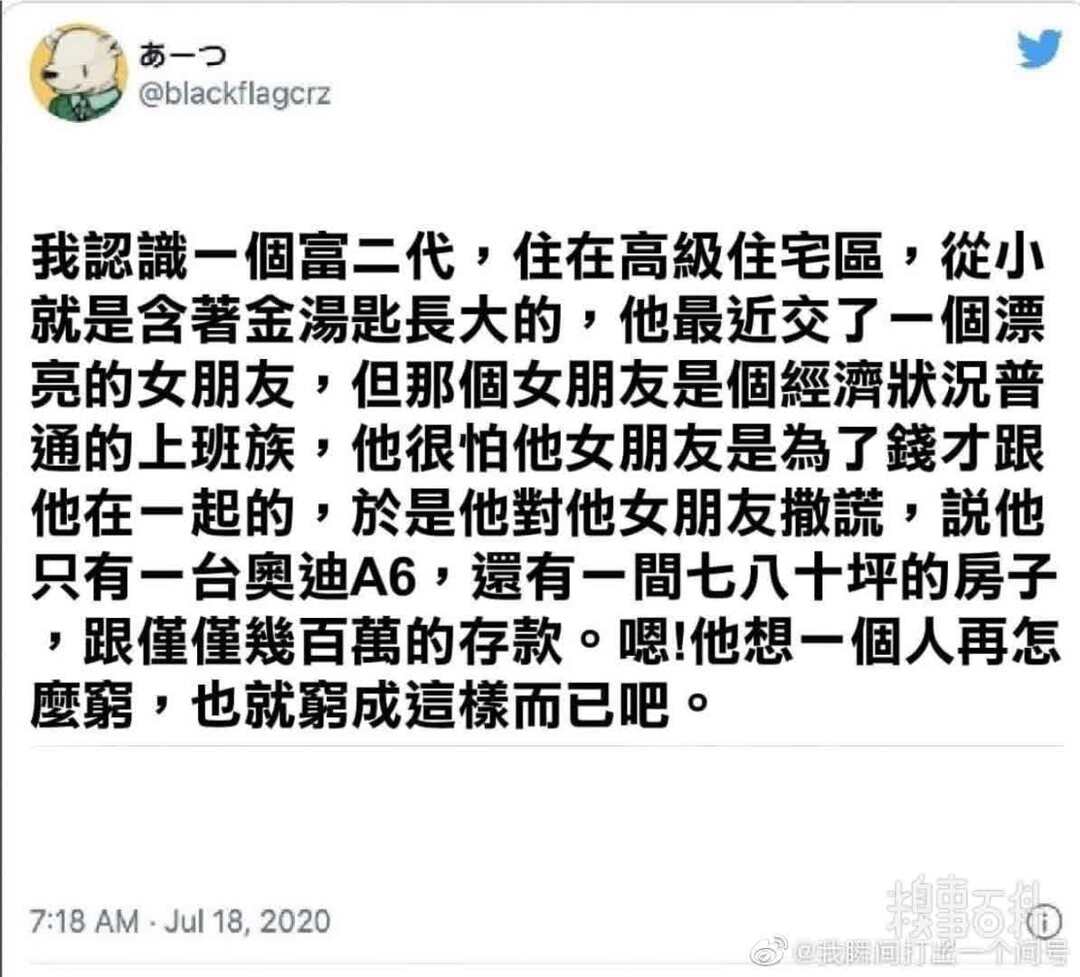 あーつ
@blackflagcrz
我認識一個富二代，住在高級住宅區，從小
就是含著金湯匙長大的，他最近交了一個漂
亮的女朋友，但那個女朋友是個經濟狀況普
通的上班族，他很怕他女朋友是為了錢才跟
他在一起的，於是他對他女朋友撒謊，説他
只有一台奧迪A6，還有一間七八十坪的房子
，跟僅僅幾百萬的存款。嗯!他想一個人再怎
麼窮，也就窮成這樣而已吧。
7:18 AM · Jul 18, 2020
糗事百科
@我瞬间打出一个问号